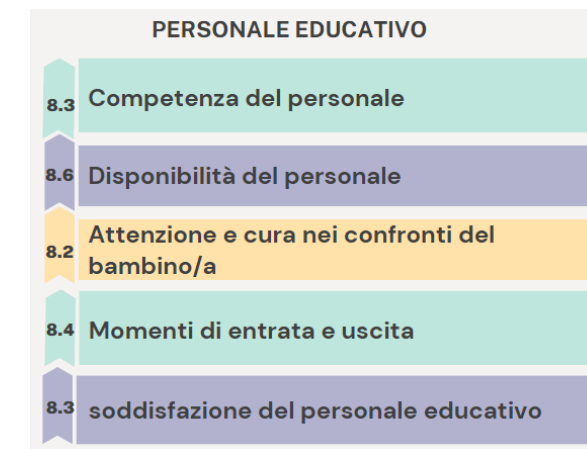 PERSONALE EDUCATIVO
8.3 Competenza del personale
8.6 Disponibilità del personale
8.2 Attenzione e cura nei confronti del
bambino/a
8.4 Momenti di entrata e uscita
8.3 soddisfazione del personale educativo